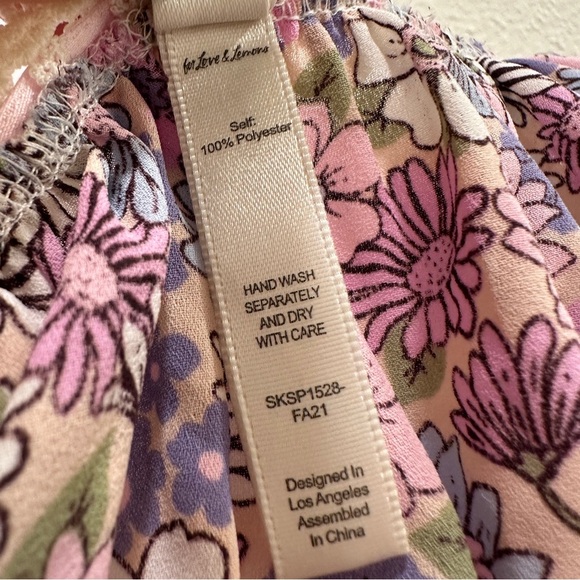 for Love & Lemons
Self:
100% Polyester
HAND WASH
SEPARATELY
AND DRY
WITH CARE
SKSP1528-
FA21
Designed In
Los Angeles
Assembled
In China